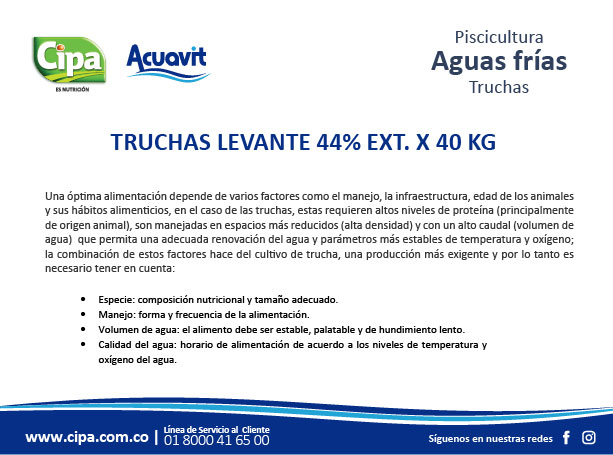 Cipa
ES NUTRICIÓN
Acuavit
Piscicultura
Aguas frías
Truchas
TRUCHAS LEVANTE 44% EXT. X 40 KG
Una óptima alimentación depende de varios factores como el manejo, la infraestructura, edad de los animales
y sus hábitos alimenticios, en el caso de las truchas, estas requieren altos niveles de proteína (principalmente
de origen animal), son manejadas en espacios más reducidos (alta densidad) y con un alto caudal (volumen de
agua) que permita una adecuada renovación del agua y parámetros más estables de temperatura y oxígeno;
la combinación de estos factores hace del cultivo de trucha, una producción más exigente y por lo tanto es
necesario tener en cuenta:
• Especie: composición nutricional y tamaño adecuado.
• Manejo: forma y frecuencia de la alimentación.
• Volumen de agua: el alimento debe ser estable, palatable y de hundimiento lento.
• Calidad del agua: horario de alimentación de acuerdo a los niveles de temperatura y
oxígeno del agua.
www.cipa.com.co | Línea de Servicio al Cliente
01 8000 41 65 00
Síguenos en nuestras redes